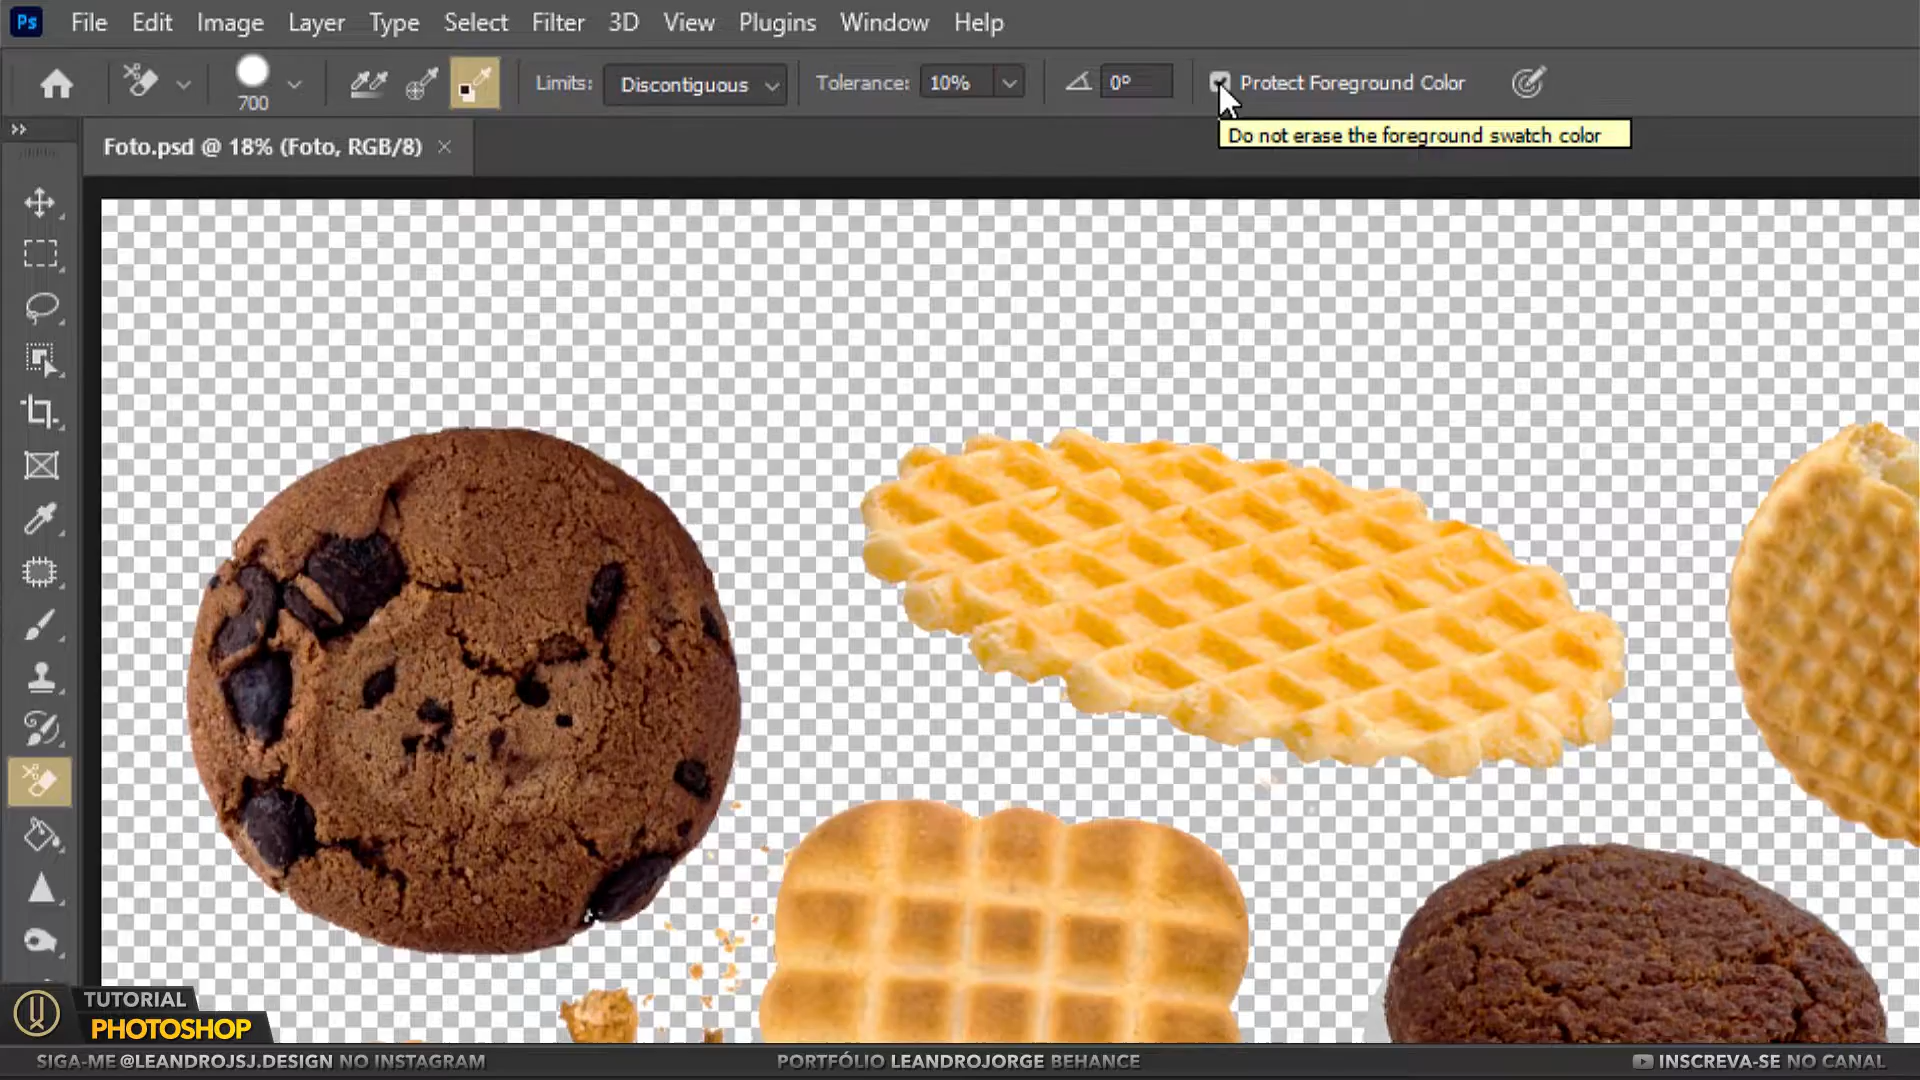 Ps File Edit Image Layer Type Select Filter 3D View Plugins Window Help
700 Limits: Discontiguous Tolerance: 10% 0° Protect Foreground Color
Do not erase the foreground swatch color
Foto.psd @ 18% (Foto, RGB/8) ×
TUTORIAL
PHOTOSHOP
SIGA-ME @LEANDROJSJ.DESIGN NO INSTAGRAM PORTFÓLIO LEANDROJORGE BEHANCE INSCREVA-SE NO CANAL